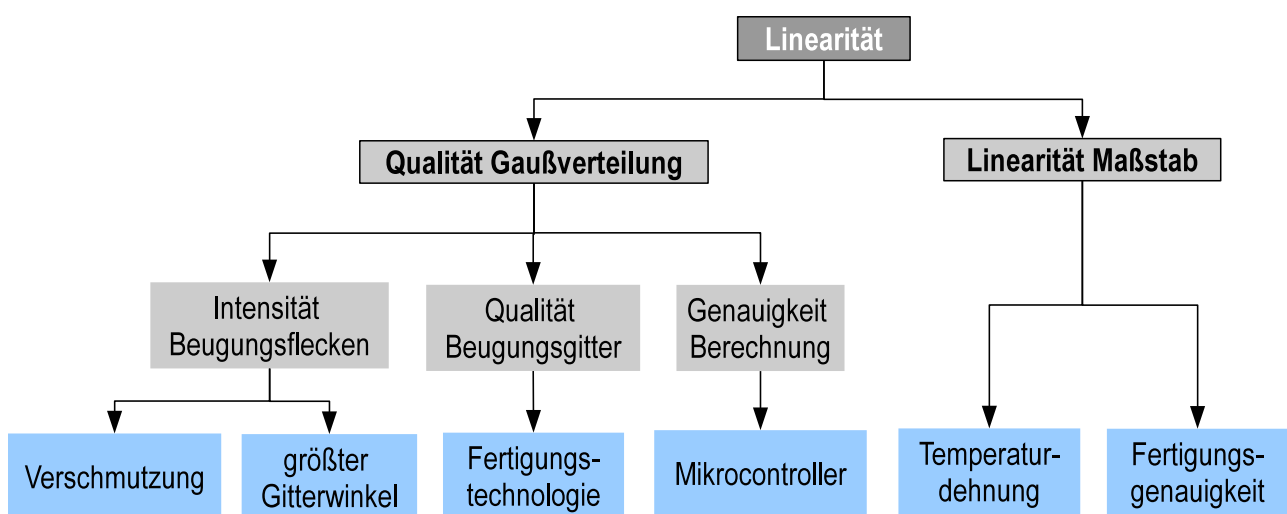 Linearität
Qualität Gaußverteilung
Linearität Maßstab
Intensität
Beugungsflecken
Qualität
Beugungsgitter
Genauigkeit
Berechnung
Verschmutzung
größter
Gitterwinkel
Fertigungs-
technologie
Mikrocontroller
Temperatur-
dehnung
Fertigungs-
genauigkeit